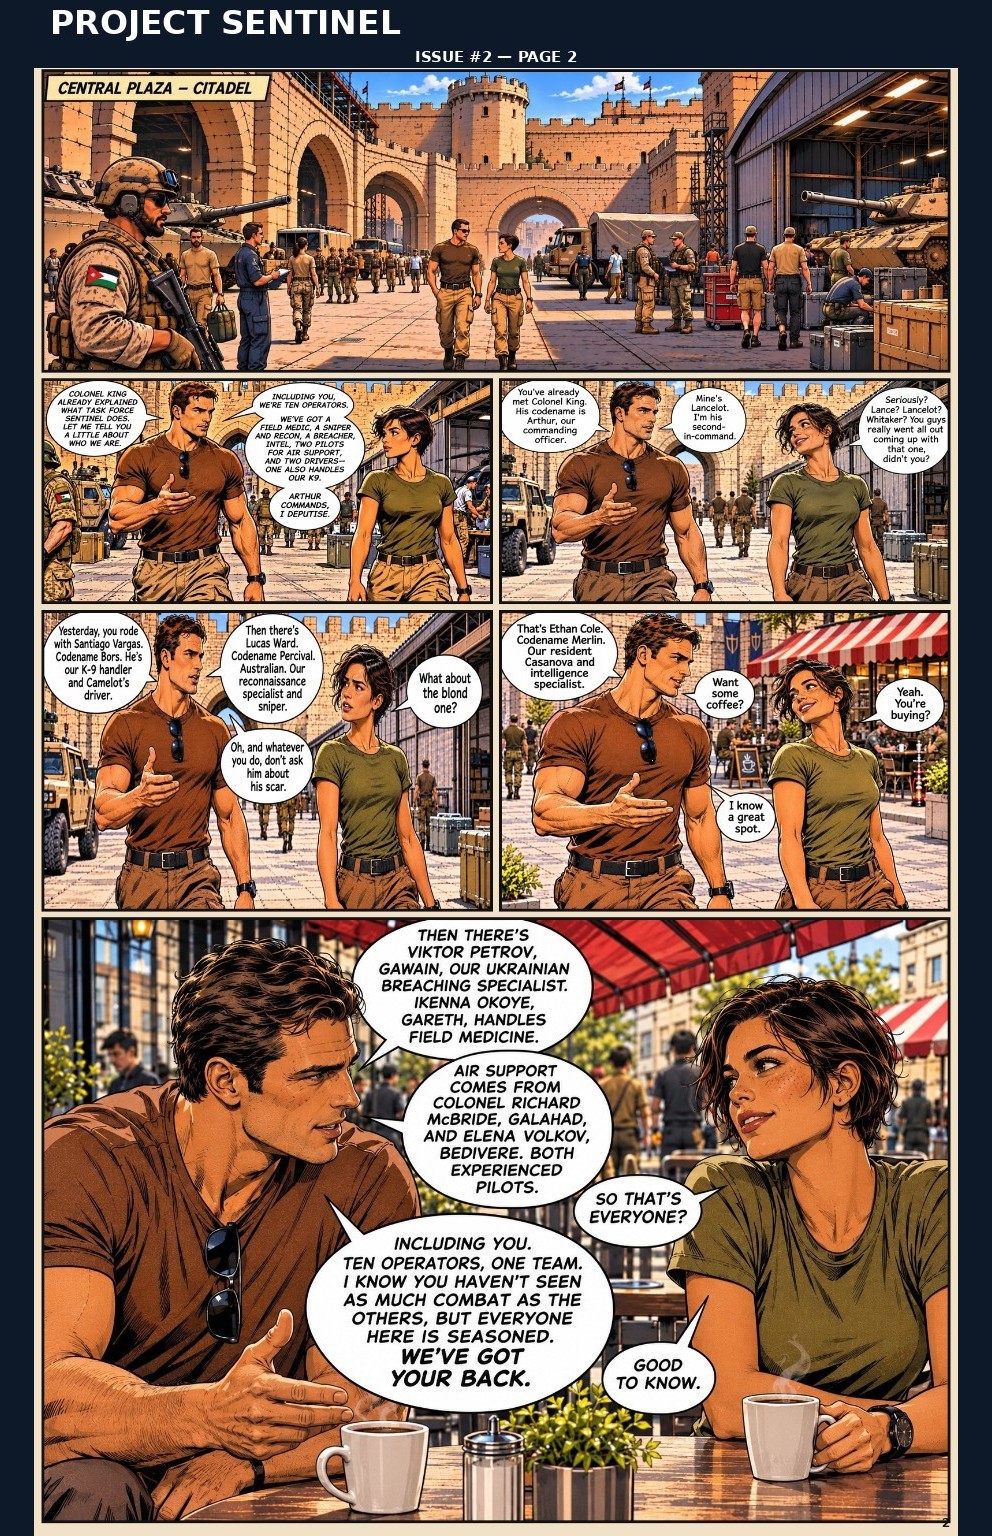 PROJECT SENTINEL
ISSUE #2 — PAGE 2
CENTRAL PLAZA – CITADEL
COLONEL KING
ALREADY EXPLAINED
WHAT TASK FORCE
SENTINEL DOES.
LET ME TELL YOU
A LITTLE ABOUT
WHO WE ARE.
INCLUDING YOU,
WE'RE TEN OPERATORS.
WE'VE GOT A
FIELD MEDIC, A SNIPER
AND RECON, A BREACHER,
INTEL, TWO PILOTS
FOR AIR SUPPORT,
AND TWO DRIVERS—
ONE ALSO HANDLES
OUR K9.
ARTHUR
COMMANDS,
I DEPUTISE.
You've already
met Colonel King.
His codename is
Arthur, our
commanding
officer.
Mine's
Lancelot.
I'm his
second-
in-command.
Seriously?
Lance? Lancelot?
Whitaker? You guys
really went all out
coming up with
that one,
didn't you?
Yesterday, you rode
with Santiago Vargas.
Codename Bors. He's
our K-9 handler
and Camelot's
driver.
Then there's
Lucas Ward.
Codename Percival.
Australian. Our
reconnaissance
specialist and
sniper.
Oh, and whatever
you do, don't ask
him about
his scar.
What about
the blond
one?
That's Ethan Cole.
Codename Merlin.
Our resident
Casanova and
intelligence
specialist.
Want
some
coffee?
Yeah.
You're
buying?
I know
a great
spot.
THEN THERE'S
VIKTOR PETROV,
GAWAIN, OUR UKRAINIAN
BREACHING SPECIALIST.
IKENNA OKOYE,
GARETH, HANDLES
FIELD MEDICINE.
AIR SUPPORT
COMES FROM
COLONEL RICHARD
McBRIDE, GALAHAD,
AND ELENA VOLKOV,
BEDIVERE. BOTH
EXPERIENCED
PILOTS.
SO THAT'S
EVERYONE?
INCLUDING YOU.
TEN OPERATORS, ONE TEAM.
I KNOW YOU HAVEN'T SEEN
AS MUCH COMBAT AS THE
OTHERS, BUT EVERYONE
HERE IS SEASONED.
WE'VE GOT
YOUR BACK.
GOOD
TO KNOW.
2